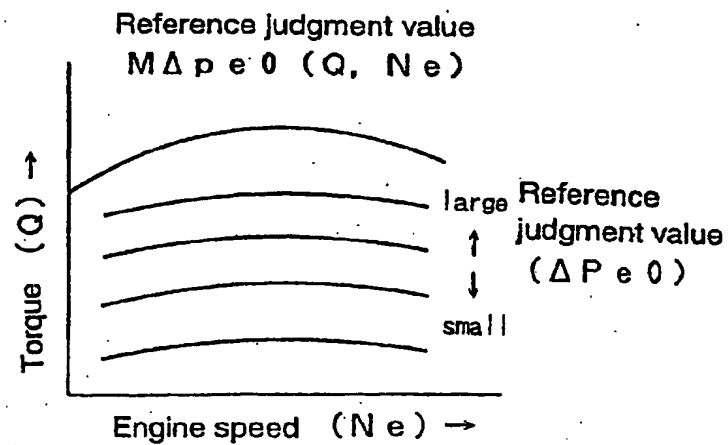 Reference judgment value
MΔpe0 (Q, Ne)
Torque (Q) →
large
↑
↓
small
Reference
judgment value
(ΔPe0)
Engine speed (Ne) →